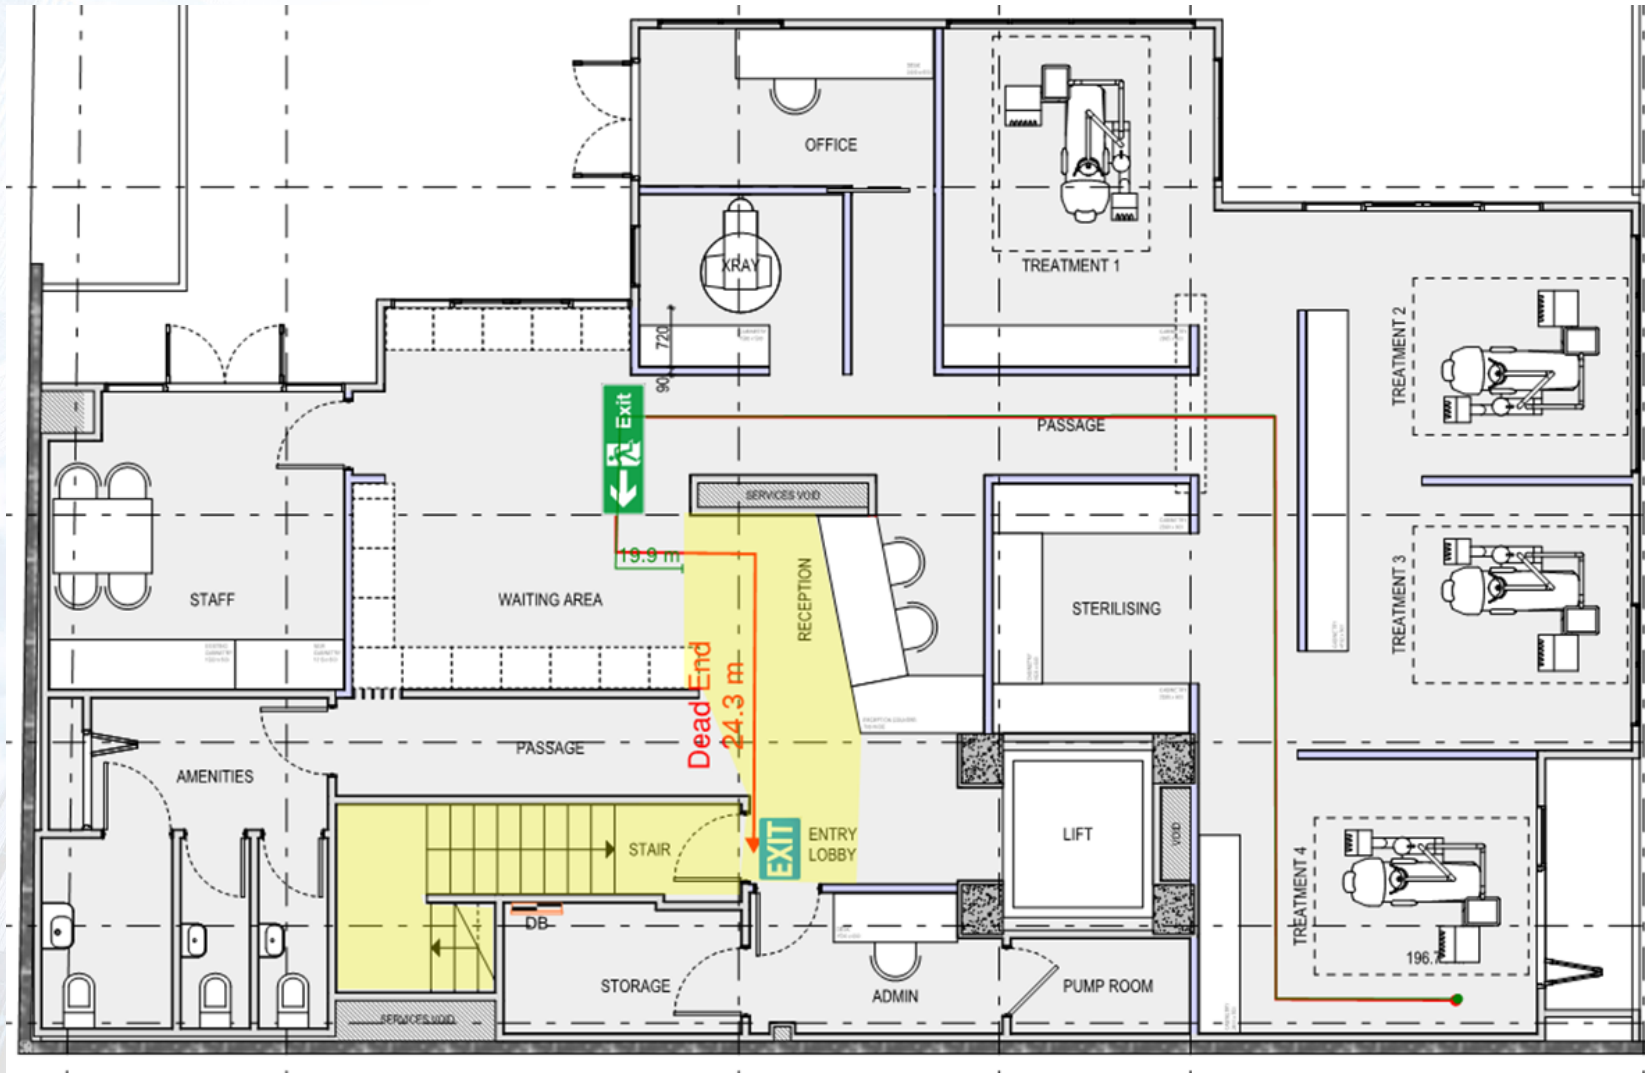 OFFICE
XRAY
TREATMENT 1
720
90
Exit
PASSAGE
TREATMENT 2
SERVICES VOID
19.9 m
STAFF
WAITING AREA
RECEPTION
STERILISING
TREATMENT 3
Dead End
24.3 m
PASSAGE
AMENITIES
STAIR
EXIT
ENTRY
LOBBY
LIFT
VOID
TREATMENT 4
DB
196.7
STORAGE
ADMIN
PUMP ROOM
SERVICES VOID